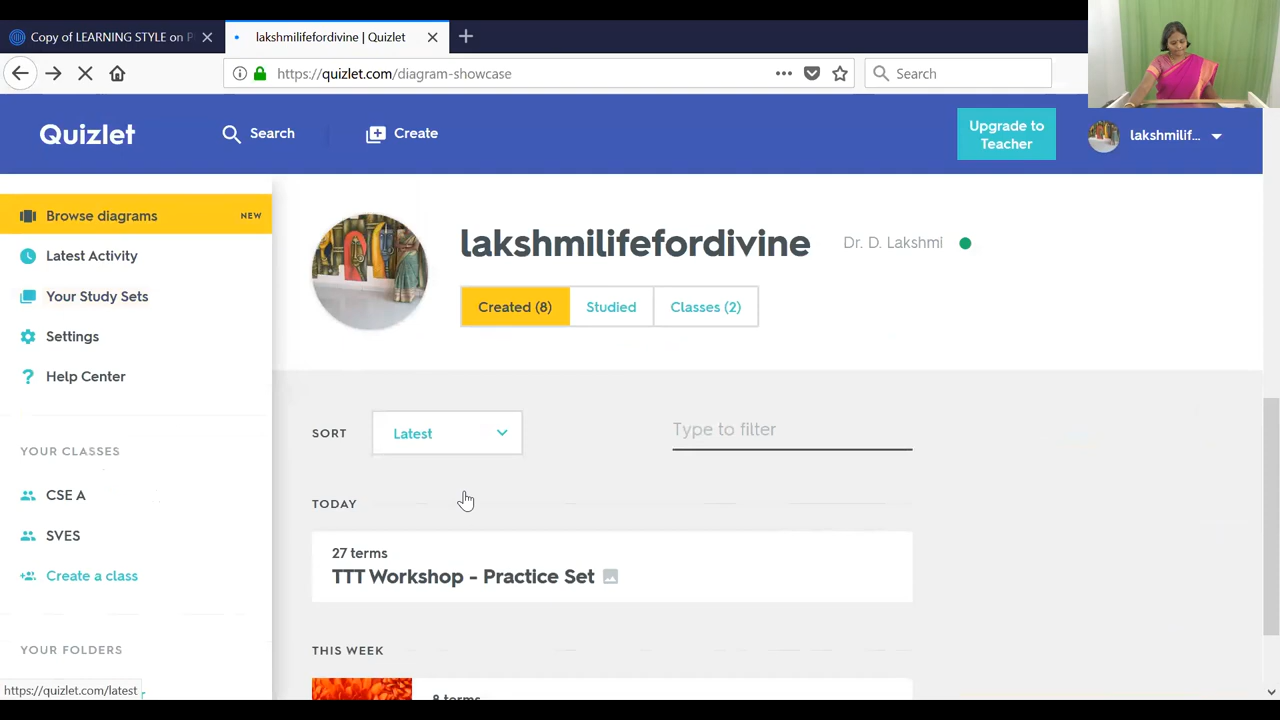 Copy of LEARNING STYLE on P
lakshmilifefordivine | Quizlet
https://quizlet.com/diagram-showcase
Search
Quizlet
Search
Create
Upgrade to
Teacher
lakshmilif...
Browse diagrams
NEW
Latest Activity
Your Study Sets
Settings
? Help Center
YOUR CLASSES
CSE A
SVES
Create a class
YOUR FOLDERS
https://quizlet.com/latest
lakshmilifefordivine
Dr. D. Lakshmi
Created (8)
Studied
Classes (2)
SORT
Latest
Type to filter
TODAY
27 terms
TTT Workshop - Practice Set
THIS WEEK
8 terms